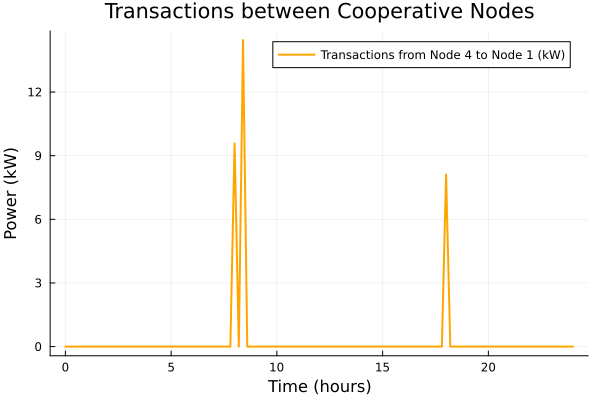 Transactions between Cooperative Nodes
Transactions from Node 4 to Node 1 (kW)
Power (kW)
12
9
6
3
0
0 5 10 15 20
Time (hours)